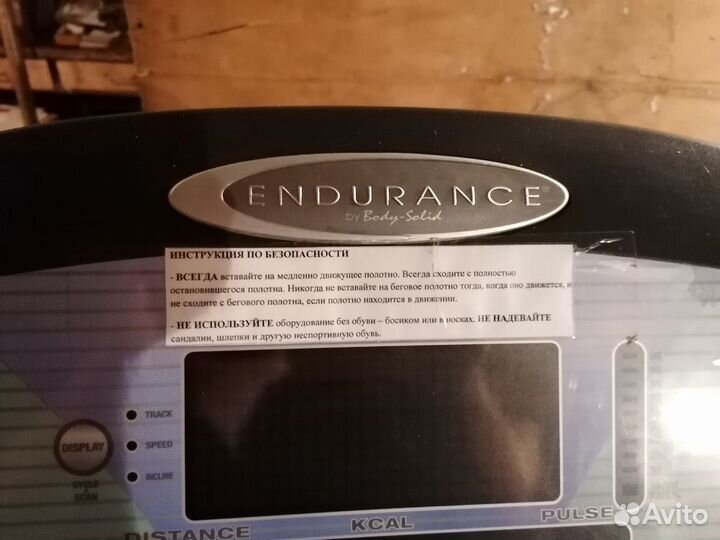 ENDURANCE®
by Body-Solid
ИНСТРУКЦИЯ ПО БЕЗОПАСНОСТИ
- ВСЕГДА вставайте на медленно движущее полотно. Всегда сходите с полностью
остановившегося полотна. Никогда не вставайте на беговое полотно тогда, когда оно движется, и
не сходите с бегового полотна, если полотно находится в движении.
- НЕ ИСПОЛЬЗУЙТЕ оборудование без обуви – босиком или в носках. НЕ НАДЕВАЙТЕ
сандалии, шлепки и другую неспортивную обувь.
TRACK
DISPLAY
SPEED
INCLINE
CYCLE
SCAN
DISTANCE
KCAL
PULSE
Avito